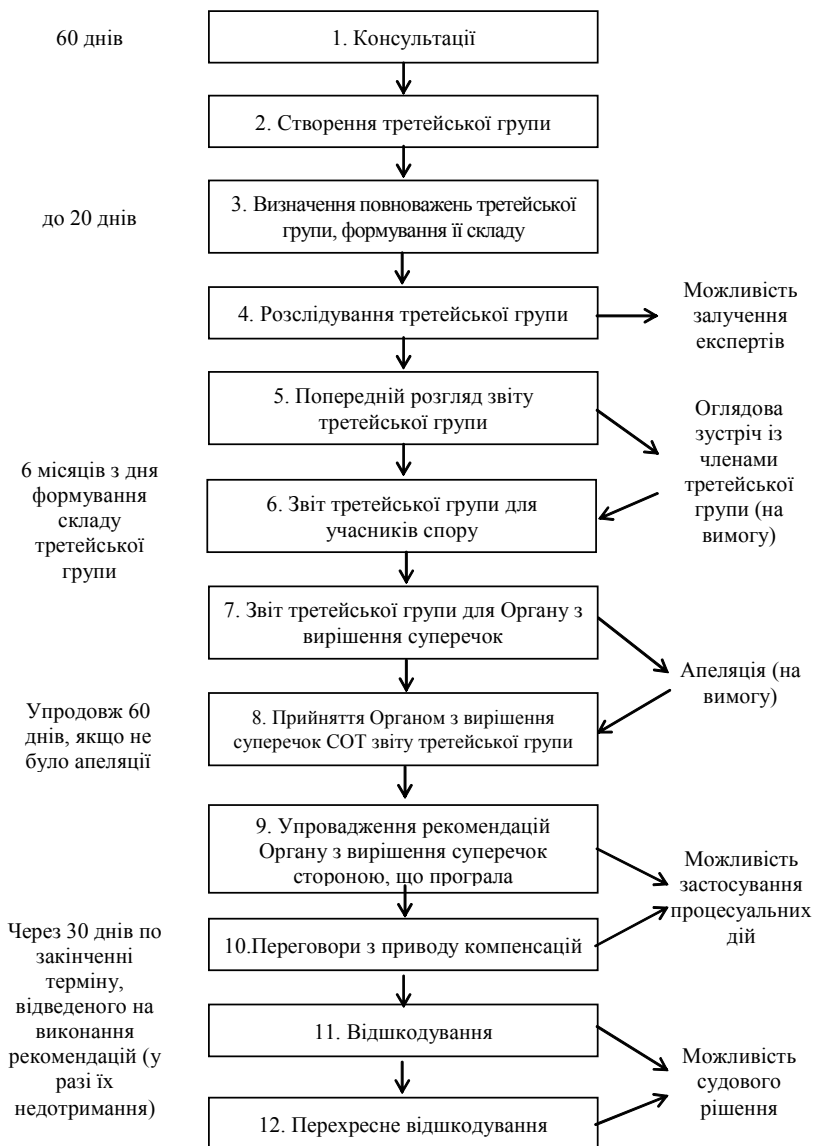 60 днів
1. Консультації
2. Створення третейської групи
до 20 днів
3. Визначення повноважень третейської
групи, формування її складу
4. Розслідування третейської групи
Можливість
залучення
експертів
5. Попередній розгляд звіту
третейської групи
Оглядова
зустріч із
членами
третейської
групи (на
вимогу)
6 місяців з дня
формування
складу
третейської
групи
6. Звіт третейської групи для
учасників спору
7. Звіт третейської групи для Органу з
вирішення суперечок
Апеляція (на
вимогу)
Упродовж 60
днів, якщо не
було апеляції
8. Прийняття Органом з вирішення
суперечок СОТ звіту третейської групи
9. Упровадження рекомендацій
Органу з вирішення суперечок
стороною, що програла
Можливість
застосування
процесуальних
дій
10.Переговори з приводу компенсацій
Через 30 днів по
закінченні
терміну,
відведеного на
виконання
рекомендацій (у
разі їх
недотримання)
11. Відшкодування
Можливість
судового
рішення
12. Перехресне відшкодування